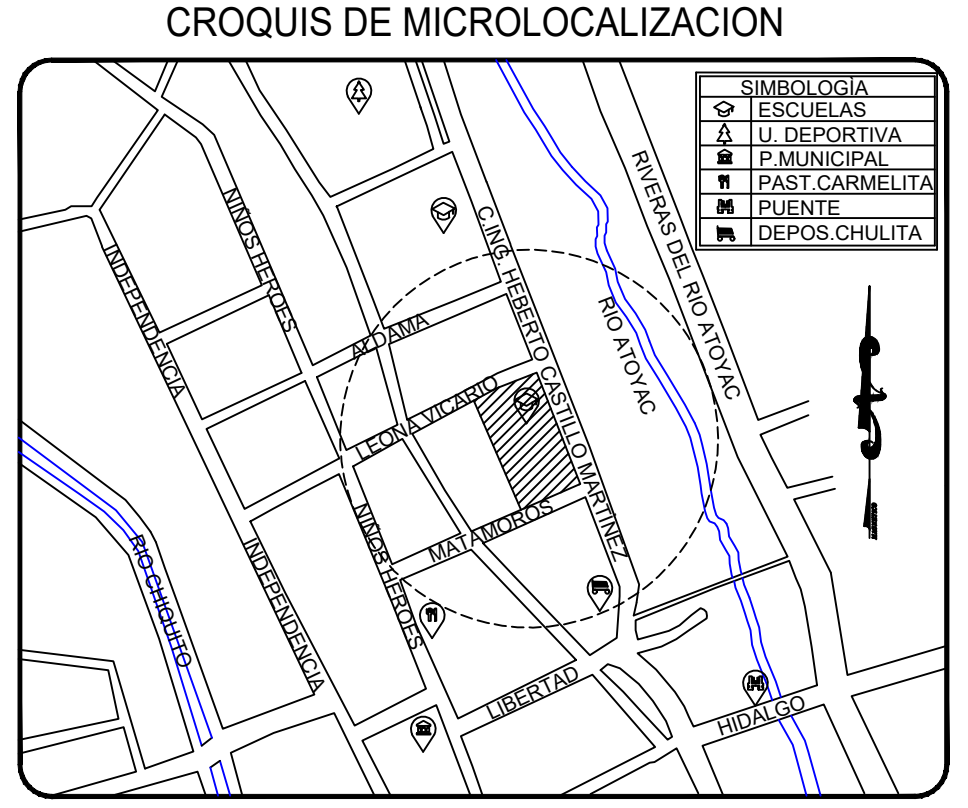 CROQUIS DE MICROLOCALIZACION
SIMBOLOGÌA
ESCUELAS
U. DEPORTIVA
P.MUNICIPAL
PAST.CARMELITA
PUENTE
DEPOS.CHULITA
NIÑOS HEROES
INDEPENDENCIA
C.ING. HEBERTO CASTILLO MARTINEZ
RIVERAS DEL RIO ATOYAC
RIO ATOYAC
ALDAMA
LEONA VICARIO
MATAMOROS
NIÑOS HEROES
INDEPENDENCIA
RIO CHIQUITO
LIBERTAD
HIDALGO